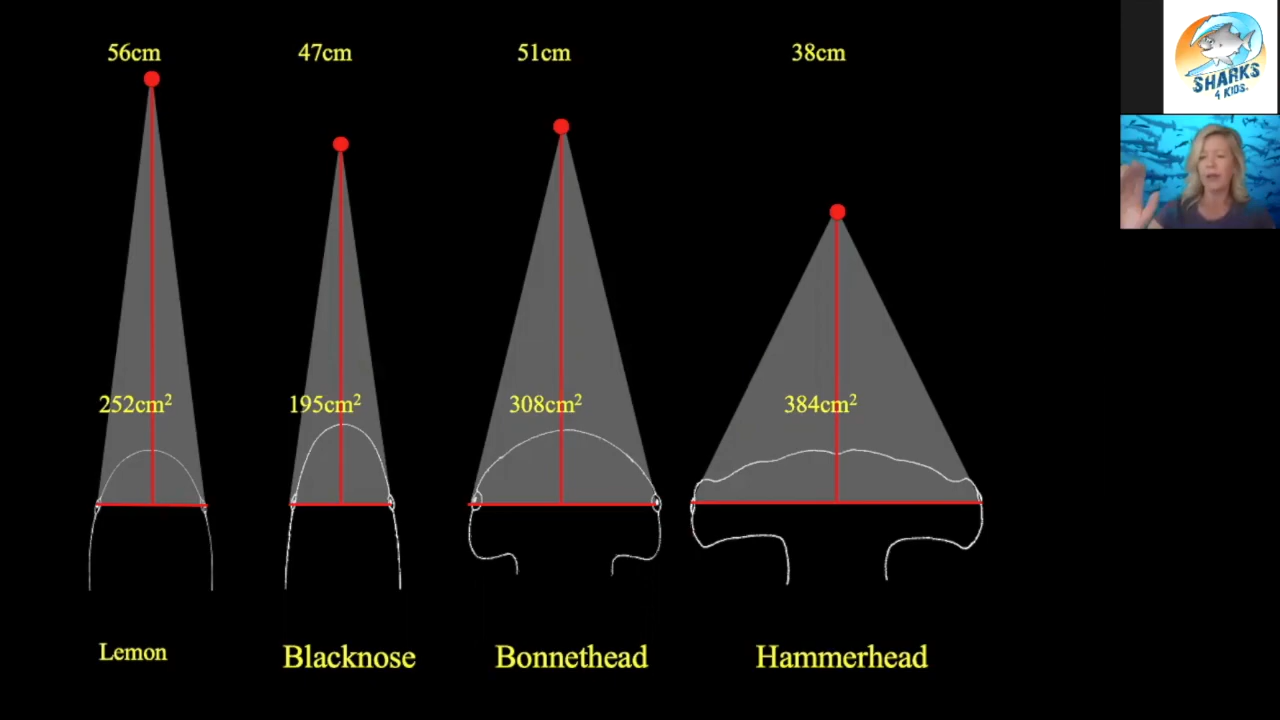 56cm
47cm
51cm
38cm
SHARKS
4 KIDS.
252cm²
195cm²
308cm²
384cm²
Lemon
Blacknose
Bonnethead
Hammerhead